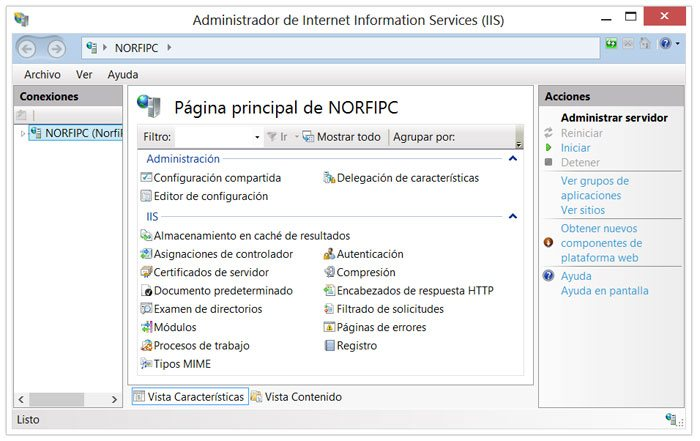 Administrador de Internet Information Services (IIS)
NORFIPC
Archivo Ver Ayuda
Conexiones
NORFIPC (Norfi
Página principal de NORFIPC
Filtro: Ir Mostrar todo Agrupar por:
Administración
Configuración compartida Delegación de características
Editor de configuración
IIS
Almacenamiento en caché de resultados
Asignaciones de controlador Autenticación
Certificados de servidor Compresión
Documento predeterminado Encabezados de respuesta HTTP
Examen de directorios Filtrado de solicitudes
Módulos Páginas de errores
Procesos de trabajo Registro
Tipos MIME
Vista Características Vista Contenido
Acciones
Administrar servidor
Reiniciar
Iniciar
Detener
Ver grupos de
aplicaciones
Ver sitios
Obtener nuevos
componentes de
plataforma web
Ayuda
Ayuda en pantalla
Listo